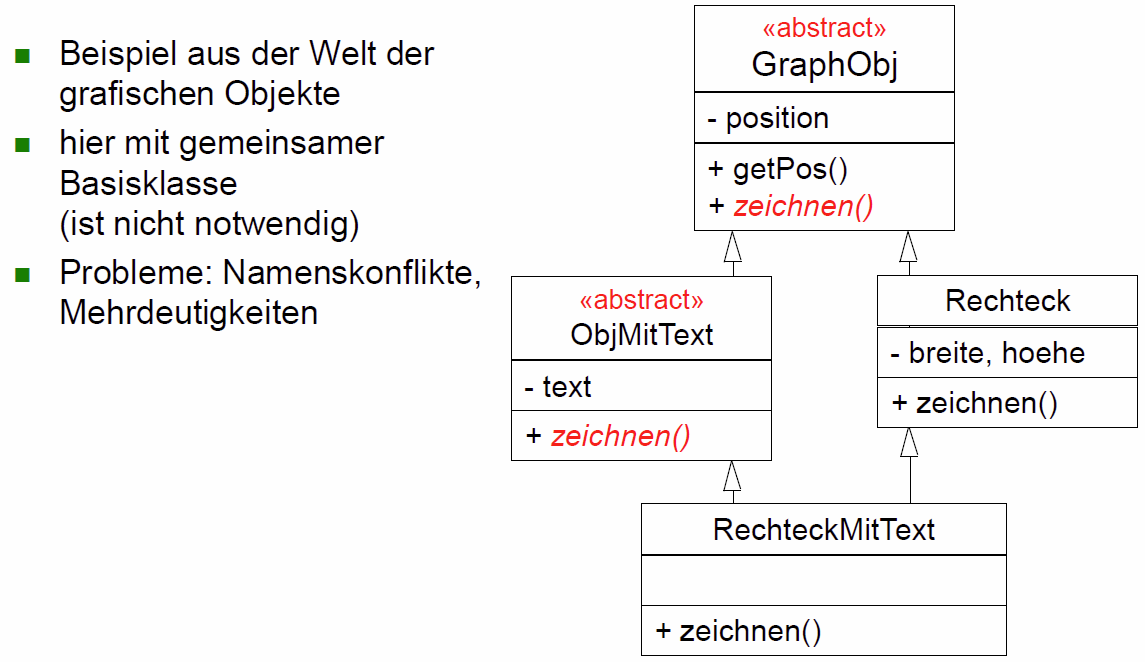 Beispiel aus der Welt der
grafischen Objekte
hier mit gemeinsamer
Basisklasse
(ist nicht notwendig)
Probleme: Namenskonflikte,
Mehrdeutigkeiten
«abstract»
GraphObj
- position
+ getPos()
+ zeichnen()
«abstract»
ObjMitText
- text
+ zeichnen()
Rechteck
- breite, hoehe
+ zeichnen()
RechteckMitText
+ zeichnen()